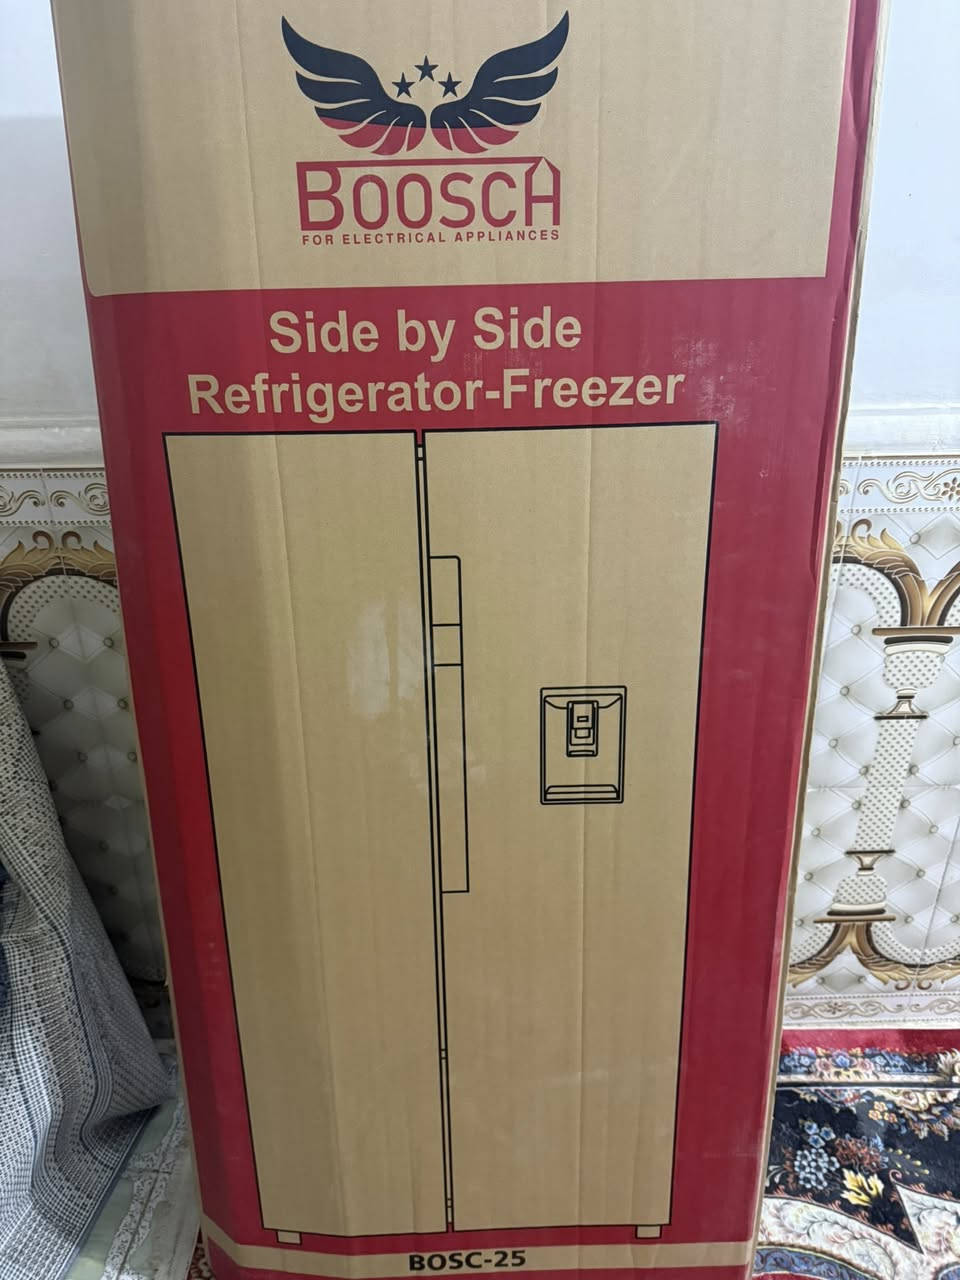 BOOSCH
FOR ELECTRICAL APPLIANCES
Side by Side
Refrigerator-Freezer
BOSC-25